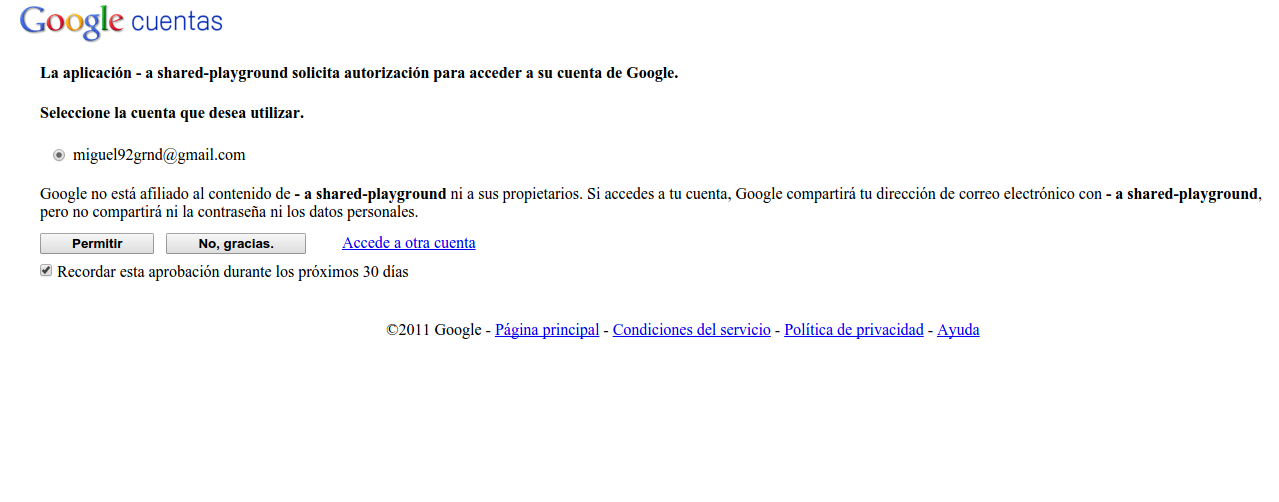 Google cuentas
La aplicación - a shared-playground solicita autorización para acceder a su cuenta de Google.
Seleccione la cuenta que desea utilizar.
miguel92grnd@gmail.com
Google no está afiliado al contenido de - a shared-playground ni a sus propietarios. Si accedes a tu cuenta, Google compartirá tu dirección de correo electrónico con - a shared-playground,
pero no compartirá ni la contraseña ni los datos personales.
Permitir No, gracias. Accede a otra cuenta
Recordar esta aprobación durante los próximos 30 días
©2011 Google - Página principal - Condiciones del servicio - Política de privacidad - Ayuda